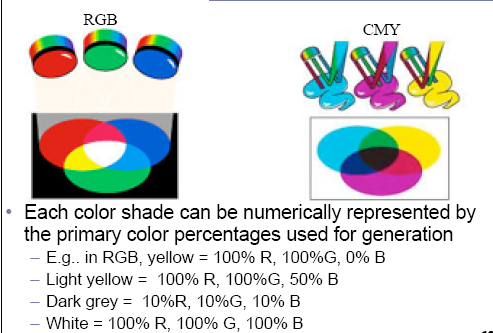 RGB
CMY
• Each color shade can be numerically represented by
the primary color percentages used for generation
– E.g.. in RGB, yellow = 100% R, 100%G, 0% B
– Light yellow =  100% R, 100%G, 50% B
– Dark grey =  10%R, 10%G, 10% B
– White = 100% R, 100% G, 100% B